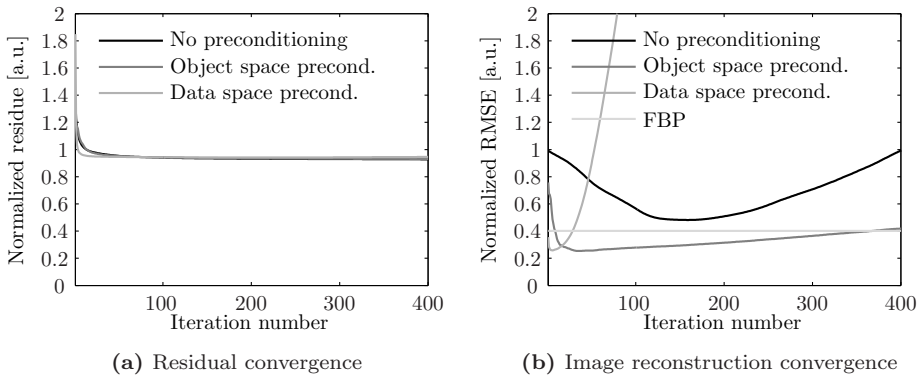 Normalized residue [a.u.]
2
1.8
1.6
1.4
1.2
1
0.8
0.6
0.4
0.2
0
No preconditioning
Object space precond.
Data space precond.
100 200 300 400
Iteration number
(a) Residual convergence
Normalized RMSE [a.u.]
2
1.8
1.6
1.4
1.2
1
0.8
0.6
0.4
0.2
0
No preconditioning
Object space precond.
Data space precond.
FBP
100 200 300 400
Iteration number
(b) Image reconstruction convergence